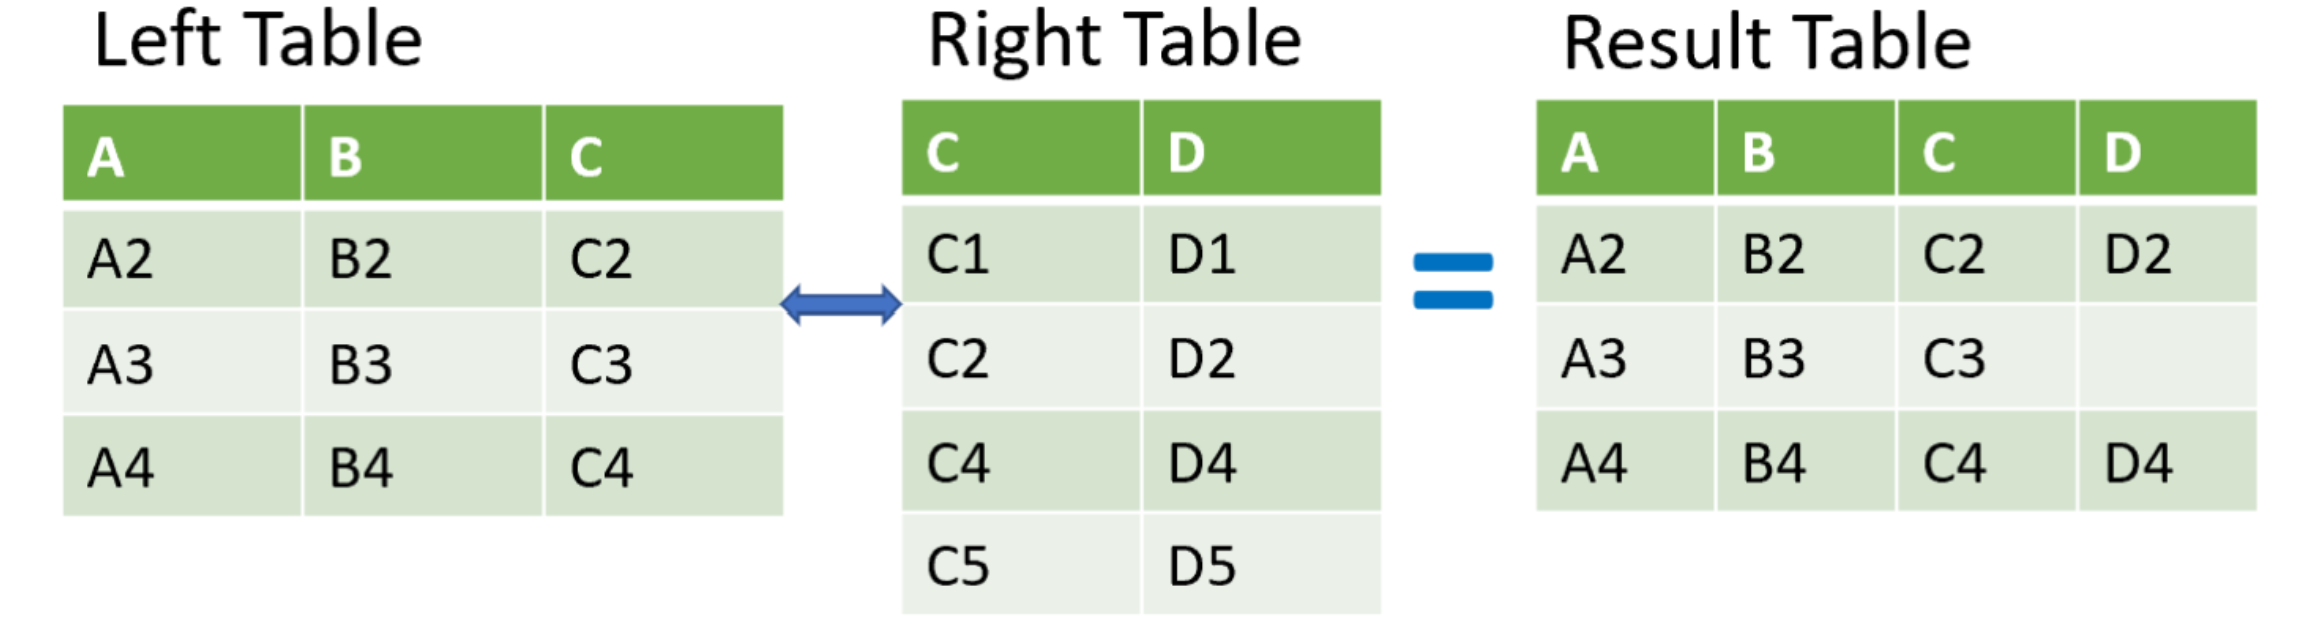 Left Table
A B C
A2 B2 C2
A3 B3 C3
A4 B4 C4
Right Table
C D
C1 D1
C2 D2
C4 D4
C5 D5
=
Result Table
A B C D
A2 B2 C2 D2
A3 B3 C3
A4 B4 C4 D4